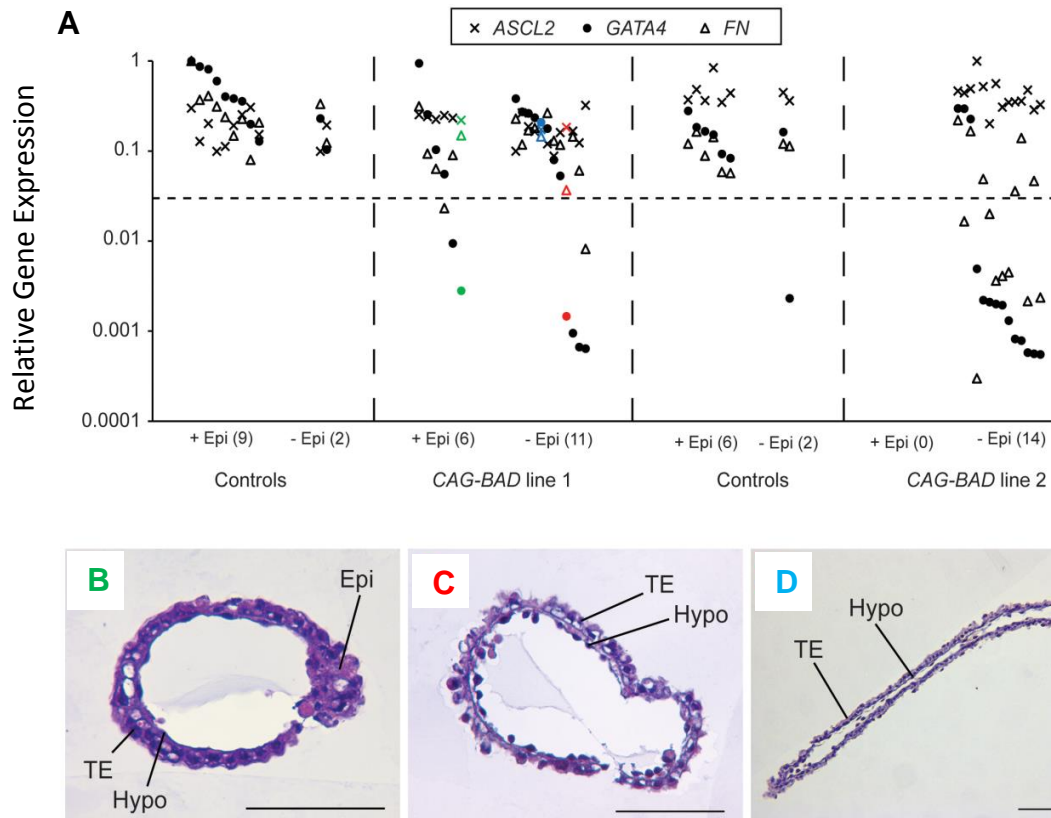 A
× ASCL2 ● GATA4 △ FN
Relative Gene Expression
1
0.1
0.01
0.001
0.0001
+ Epi (9) - Epi (2) + Epi (6) - Epi (11) + Epi (6) - Epi (2) + Epi (0) - Epi (14)
Controls CAG-BAD line 1 Controls CAG-BAD line 2
B
Epi
TE
Hypo
C
TE
Hypo
D
Hypo
TE